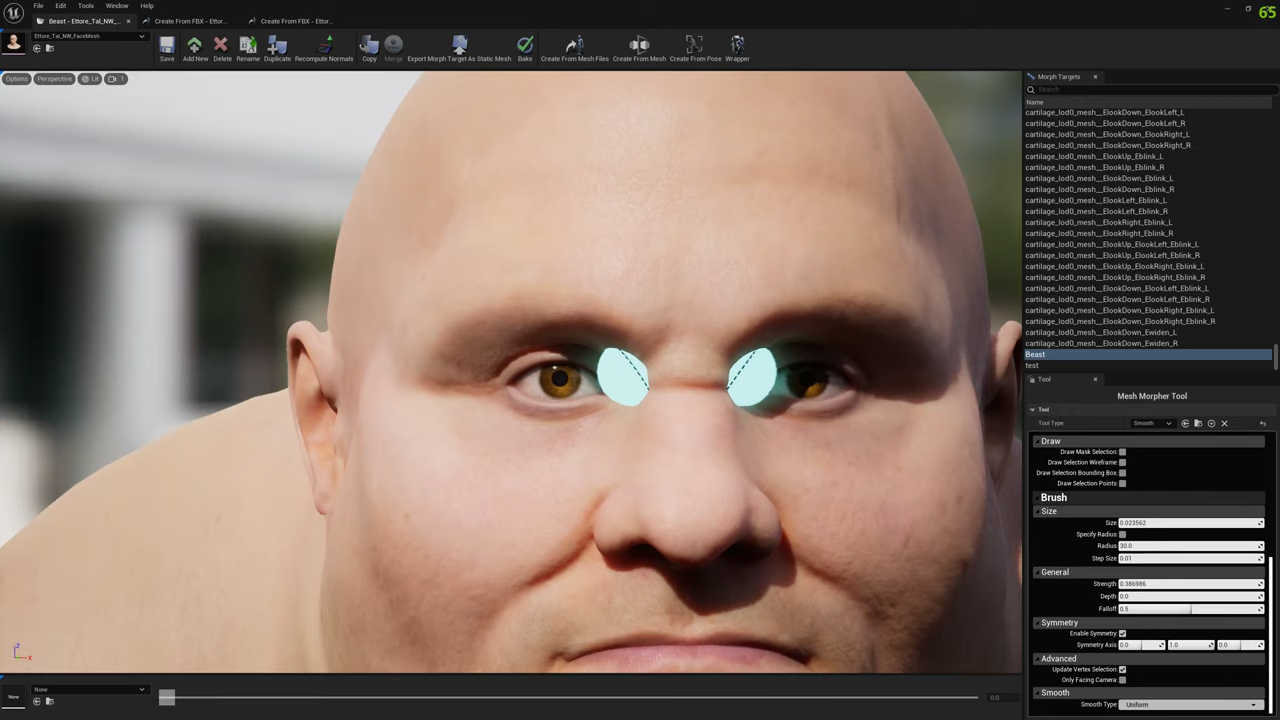 File Edit Tools Window Help
65
Beast - Ettore_Tal_NW_... Create From FBX - Ettor... Create From FBX - Ettor...
Ettore_Tal_NW_FaceMesh
Save Add New Delete Rename Duplicate Recompute Normals Copy Merge Export Morph Target As Static Mesh Bake Create From Mesh Files Create From Mesh Create From Pose Wrapper
Options Perspective Lit 1
Morph Targets
Search
Name
cartilage_lod0_mesh__ElookDown_ElookLeft_L
cartilage_lod0_mesh__ElookDown_ElookLeft_R
cartilage_lod0_mesh__ElookDown_ElookRight_L
cartilage_lod0_mesh__ElookDown_ElookRight_R
cartilage_lod0_mesh__ElookUp_Eblink_L
cartilage_lod0_mesh__ElookUp_Eblink_R
cartilage_lod0_mesh__ElookDown_Eblink_L
cartilage_lod0_mesh__ElookDown_Eblink_R
cartilage_lod0_mesh__ElookLeft_Eblink_L
cartilage_lod0_mesh__ElookLeft_Eblink_R
cartilage_lod0_mesh__ElookRight_Eblink_L
cartilage_lod0_mesh__ElookRight_Eblink_R
cartilage_lod0_mesh__ElookUp_ElookLeft_Eblink_L
cartilage_lod0_mesh__ElookUp_ElookLeft_Eblink_R
cartilage_lod0_mesh__ElookUp_ElookRight_Eblink_L
cartilage_lod0_mesh__ElookUp_ElookRight_Eblink_R
cartilage_lod0_mesh__ElookDown_ElookLeft_Eblink_L
cartilage_lod0_mesh__ElookDown_ElookLeft_Eblink_R
cartilage_lod0_mesh__ElookDown_ElookRight_Eblink_L
cartilage_lod0_mesh__ElookDown_ElookRight_Eblink_R
cartilage_lod0_mesh__ElookDown_Ewiden_L
cartilage_lod0_mesh__ElookDown_Ewiden_R
Beast
test
Tool
Mesh Morpher Tool
Tool
Tool Type Smooth
Draw
Draw Mask Selection:
Draw Selection Wireframe:
Draw Selection Bounding Box:
Draw Selection Points:
Brush
Size
Size: 0.023562
Specify Radius:
Radius: 30.0
Step Size: 0.01
General
Strength: 0.386986
Depth: 0.0
Falloff: 0.5
Symmetry
Enable Symmetry:
Symmetry Axis: 0.0 1.0 0.0
Advanced
Update Vertex Selection:
Only Facing Camera:
Smooth
Smooth Type: Uniform
Z
X
None None 0.0